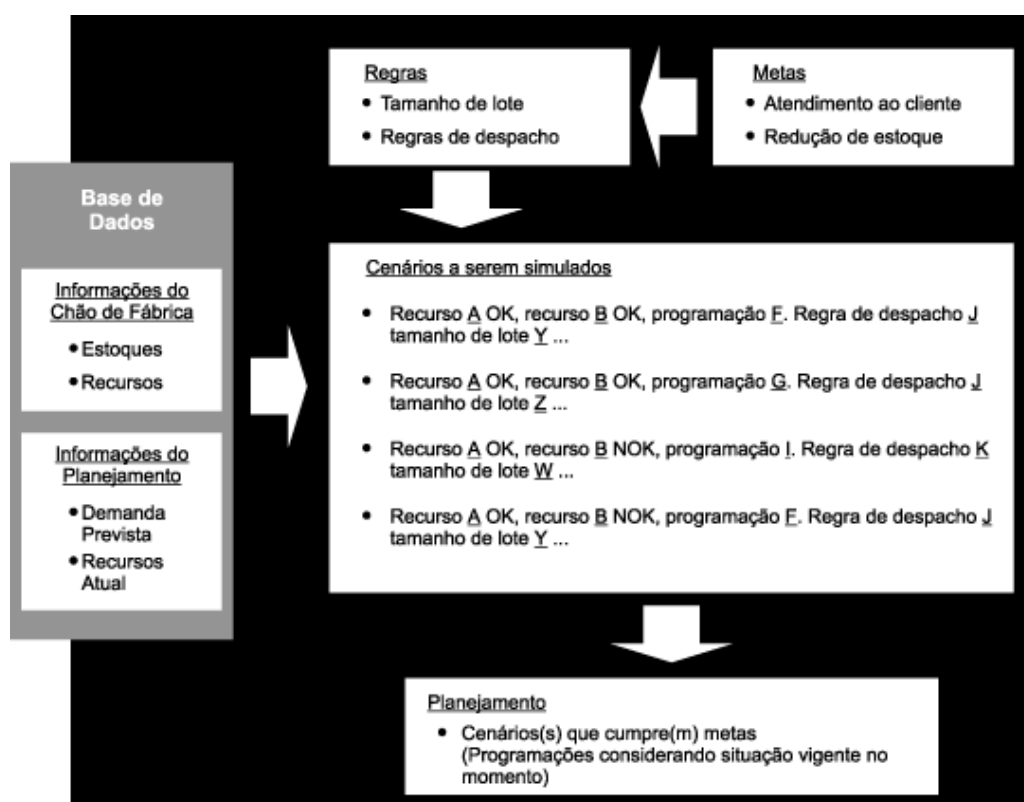 Regras
• Tamanho de lote
• Regras de despacho
Metas
• Atendimento ao cliente
• Redução de estoque
Base de
Dados
Informações do
Chão de Fábrica
• Estoques
• Recursos
Informações do
Planejamento
• Demanda
Prevista
• Recursos
Atual
Cenários a serem simulados
• Recurso A OK, recurso B OK, programação F. Regra de despacho J
tamanho de lote Y ...
• Recurso A OK, recurso B OK, programação G. Regra de despacho J
tamanho de lote Z ...
• Recurso A OK, recurso B NOK, programação I. Regra de despacho K
tamanho de lote W ...
• Recurso A OK, recurso B NOK, programação F. Regra de despacho J
tamanho de lote Y ...
Planejamento
• Cenários(s) que cumpre(m) metas
(Programações considerando situação vigente no
momento)